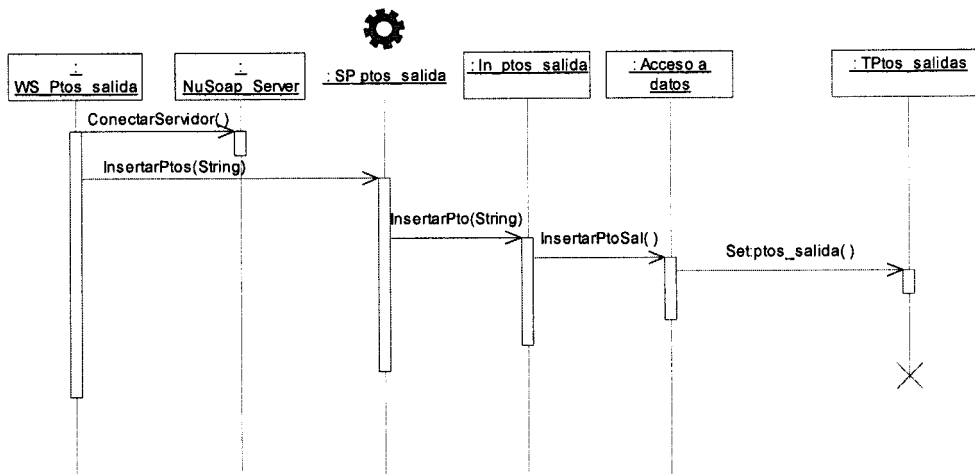 :
WS_Ptos_salida
:
NuSoap_Server
: SP ptos_salida
: In_ptos_salida
: Acceso a
datos
: TPtos_salidas
ConectarServidor( )
InsertarPtos(String)
InsertarPto(String)
InsertarPtoSal( )
Set:ptos_salida( )